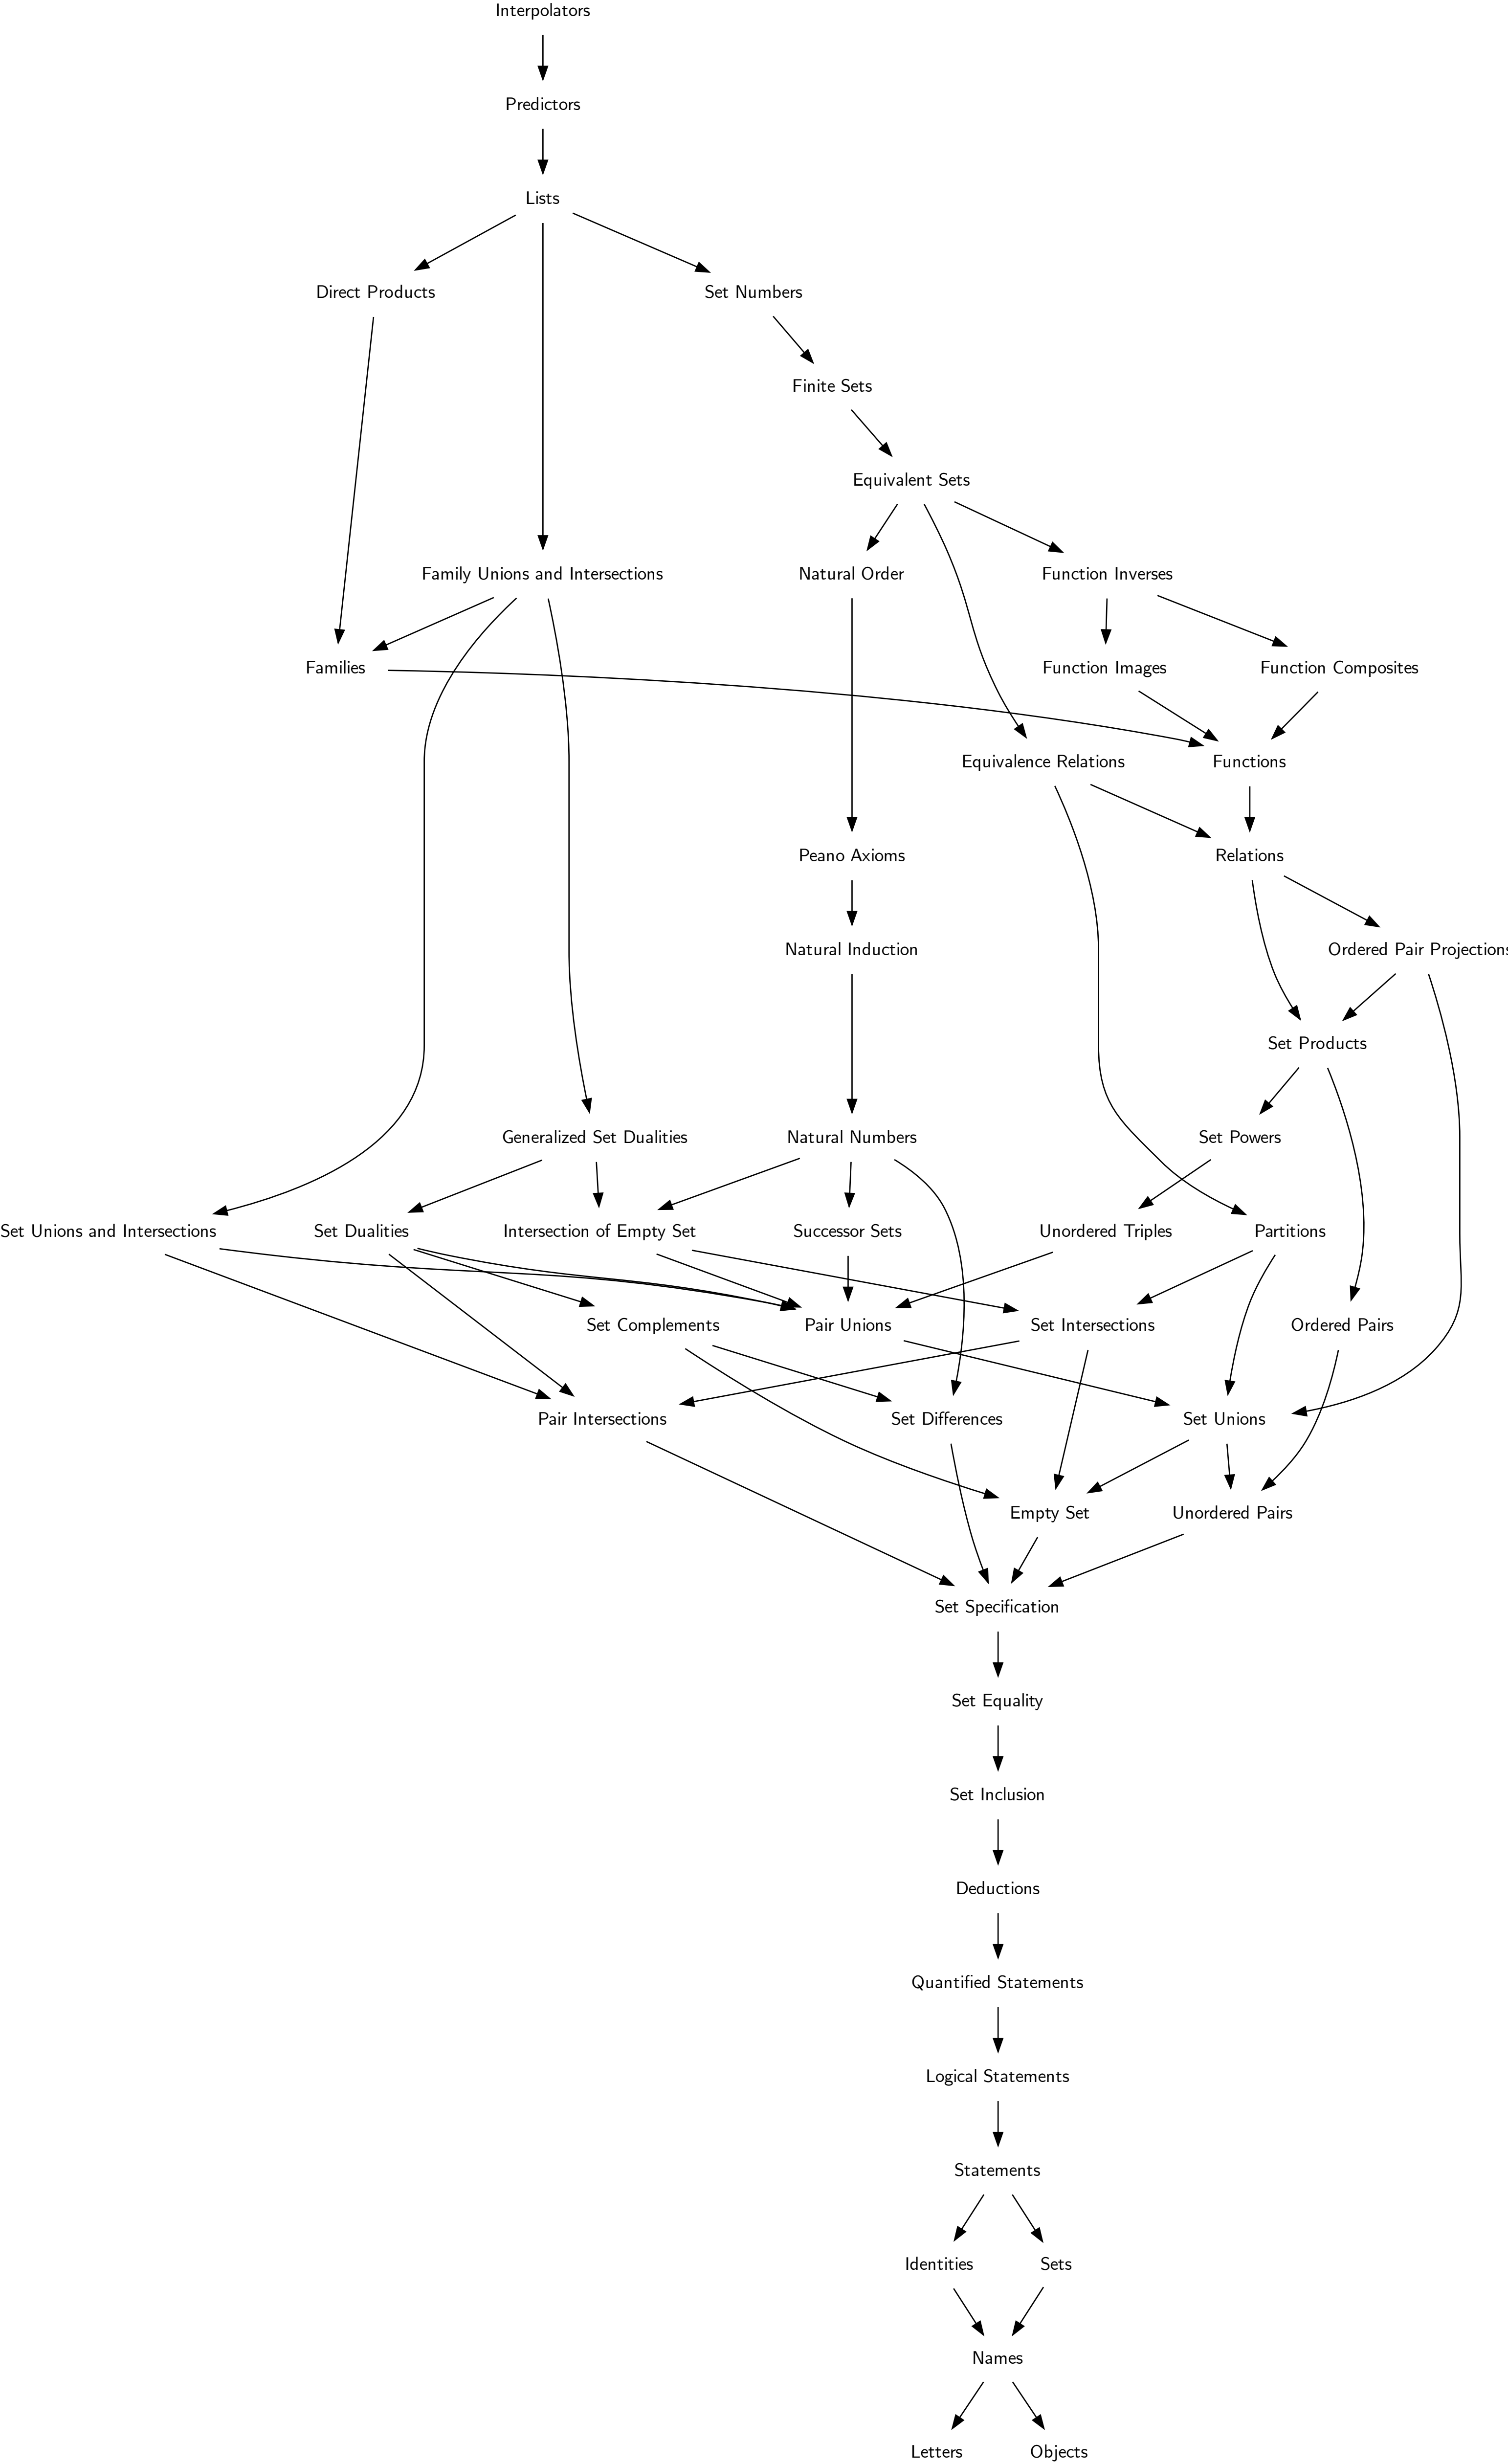 Interpolators
Predictors
Lists
Direct Products
Set Numbers
Finite Sets
Equivalent Sets
Family Unions and Intersections
Natural Order
Function Inverses
Families
Function Images
Function Composites
Equivalence Relations
Functions
Peano Axioms
Relations
Natural Induction
Ordered Pair Projections
Set Products
Generalized Set Dualities
Natural Numbers
Set Powers
Set Unions and Intersections
Set Dualities
Intersection of Empty Set
Successor Sets
Unordered Triples
Partitions
Set Complements
Pair Unions
Set Intersections
Ordered Pairs
Pair Intersections
Set Differences
Set Unions
Empty Set
Unordered Pairs
Set Specification
Set Equality
Set Inclusion
Deductions
Quantified Statements
Logical Statements
Statements
Identities
Sets
Names
Letters
Objects